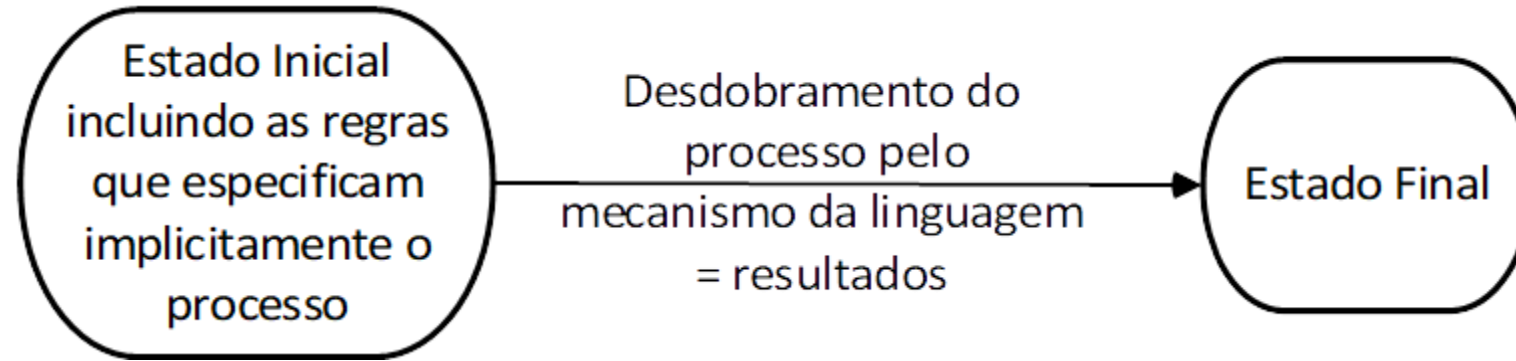 Estado Inicial
incluindo as regras
que especificam
implicitamente o
processo
Desdobramento do
processo pelo
mecanismo da linguagem
= resultados
Estado Final